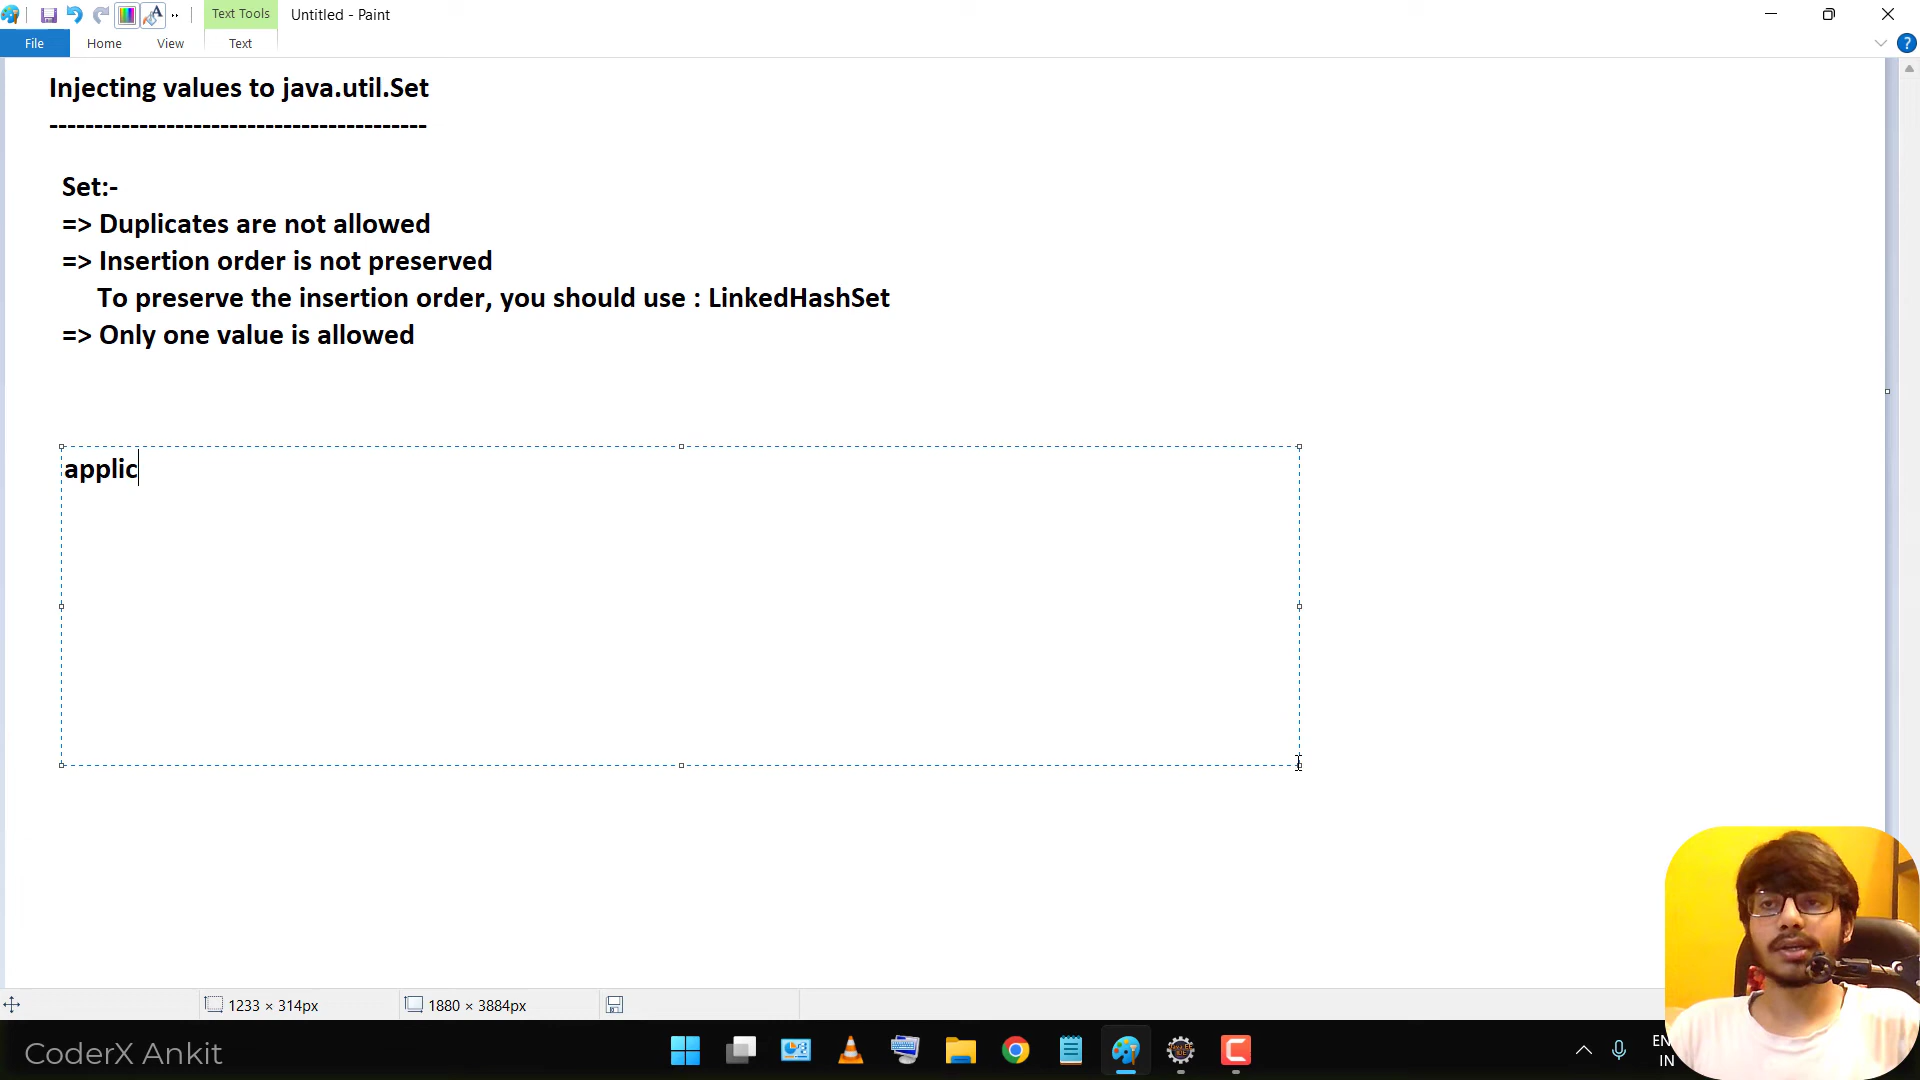 Text Tools
Untitled - Paint
File
Home
View
Text
Injecting values to java.util.Set
------------------------------------------
Set:-
=> Duplicates are not allowed
=> Insertion order is not preserved
To preserve the insertion order, you should use : LinkedHashSet
=> Only one value is allowed
applic
1233 × 314px
1880 × 3884px
CoderX Ankit
EN
IN